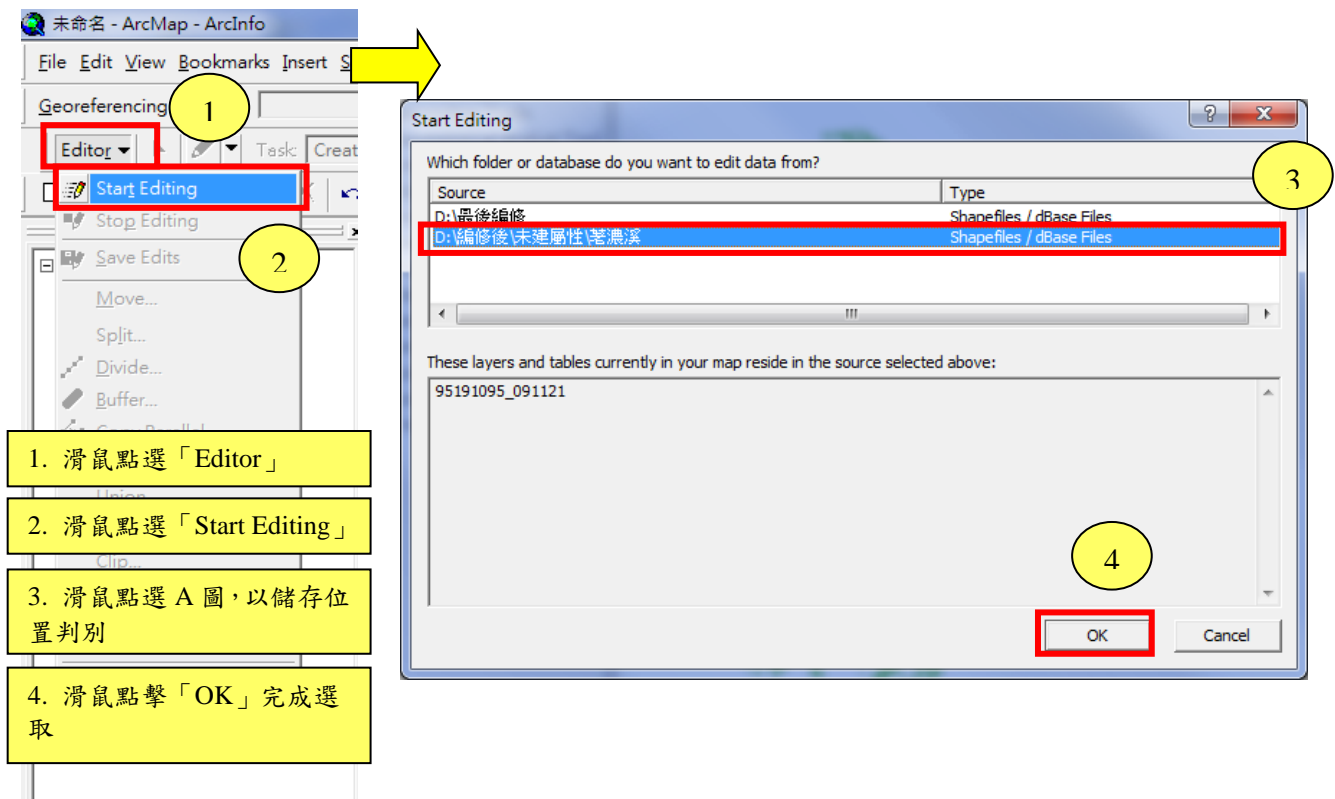 未命名 - ArcMap - ArcInfo
File Edit View Bookmarks Insert S
Georeferencing
1
Editor
Task: Creat
Start Editing
Stop Editing
Save Edits
2
Move...
Split...
Divide...
Buffer...
Copy Parallel
1. 滑鼠點選「Editor」
Union
2. 滑鼠點選「Start Editing」
Clip...
3. 滑鼠點選 A 圖，以儲存位
置判別
4. 滑鼠點擊「OK」完成選
取
Start Editing
Which folder or database do you want to edit data from?
3
Source Type
D:\最後編修 Shapefiles / dBase Files
D:\編修後\未建屬性\荖濃溪 Shapefiles / dBase Files
These layers and tables currently in your map reside in the source selected above:
95191095_091121
4
OK Cancel